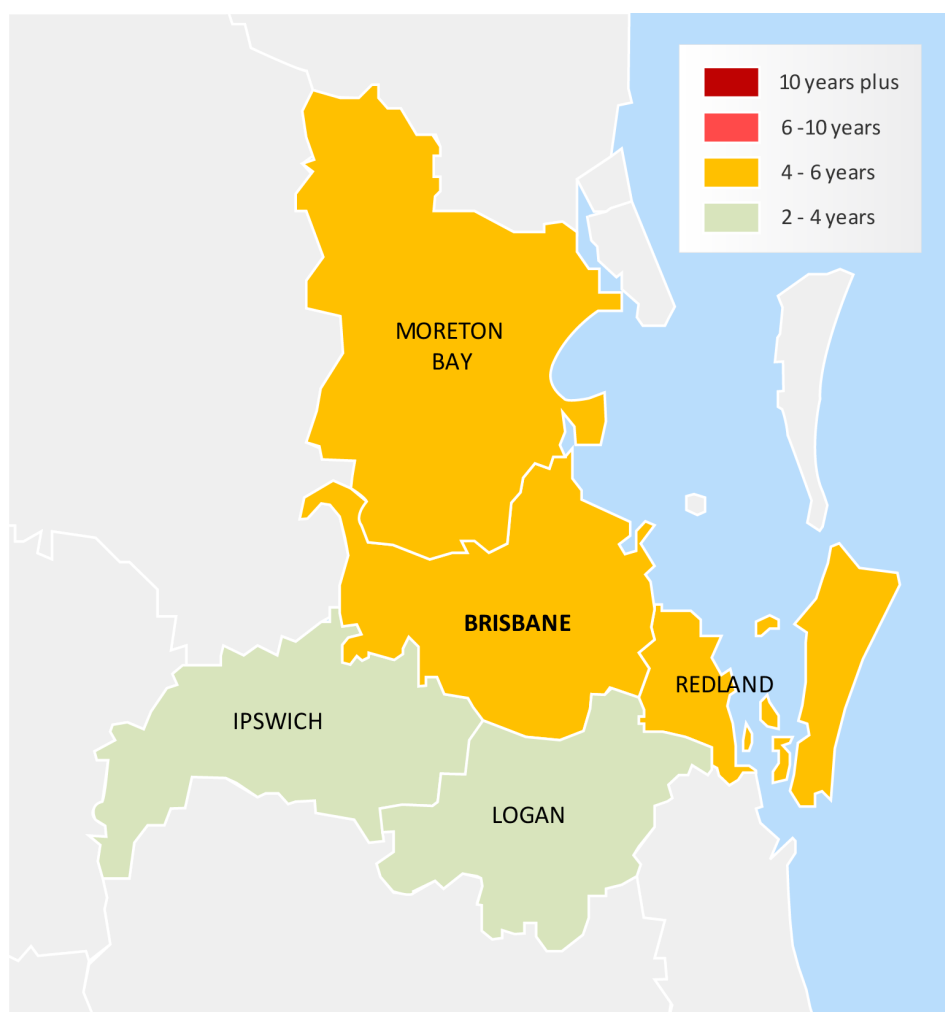 10 years plus
6 -10 years
4 - 6 years
2 - 4 years
MORETON
BAY
BRISBANE
REDLAND
IPSWICH
LOGAN